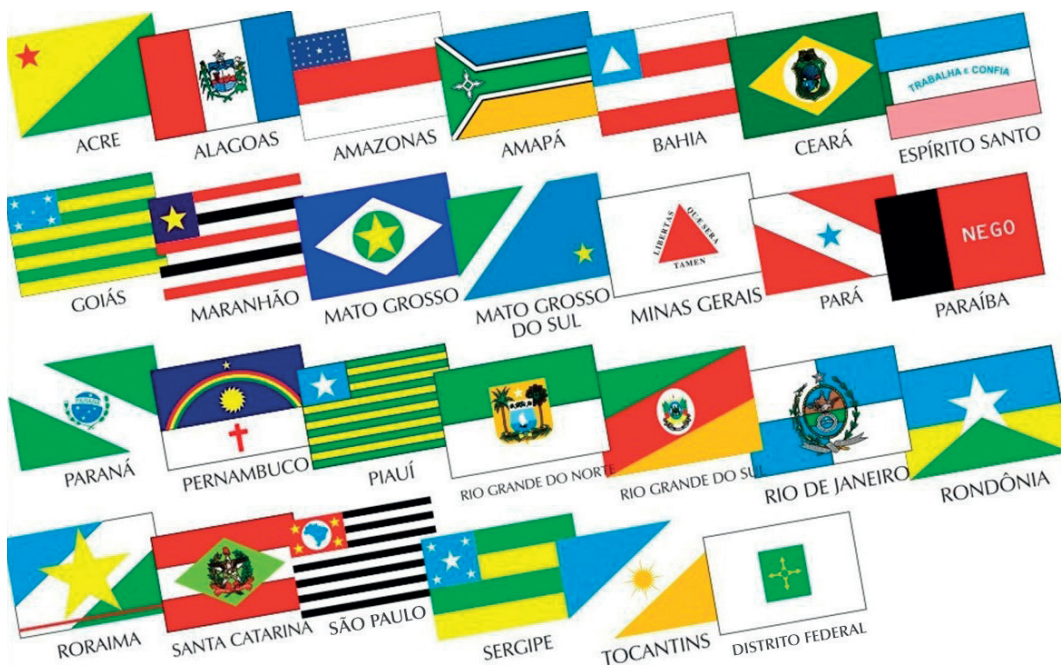 ACRE
ALAGOAS
AMAZONAS
AMAPÁ
BAHIA
CEARÁ
TRABALHA E CONFIA
ESPÍRITO SANTO
GOIÁS
MARANHÃO
MATO GROSSO
MATO GROSSO
DO SUL
LIBERTAS QUE SERA
TAMEN
MINAS GERAIS
PARÁ
NEGO
PARAÍBA
PARANÁ
PERNAMBUCO
PIAUÍ
RIO GRANDE DO NORTE
RIO GRANDE DO SUL
RIO DE JANEIRO
RONDÔNIA
RORAIMA
SANTA CATARINA
SÃO PAULO
SERGIPE
TOCANTINS
DISTRITO FEDERAL